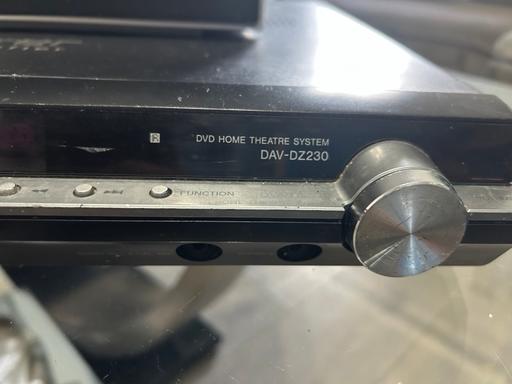 R
DVD HOME THEATRE SYSTEM
DAV-DZ230
FUNCTION